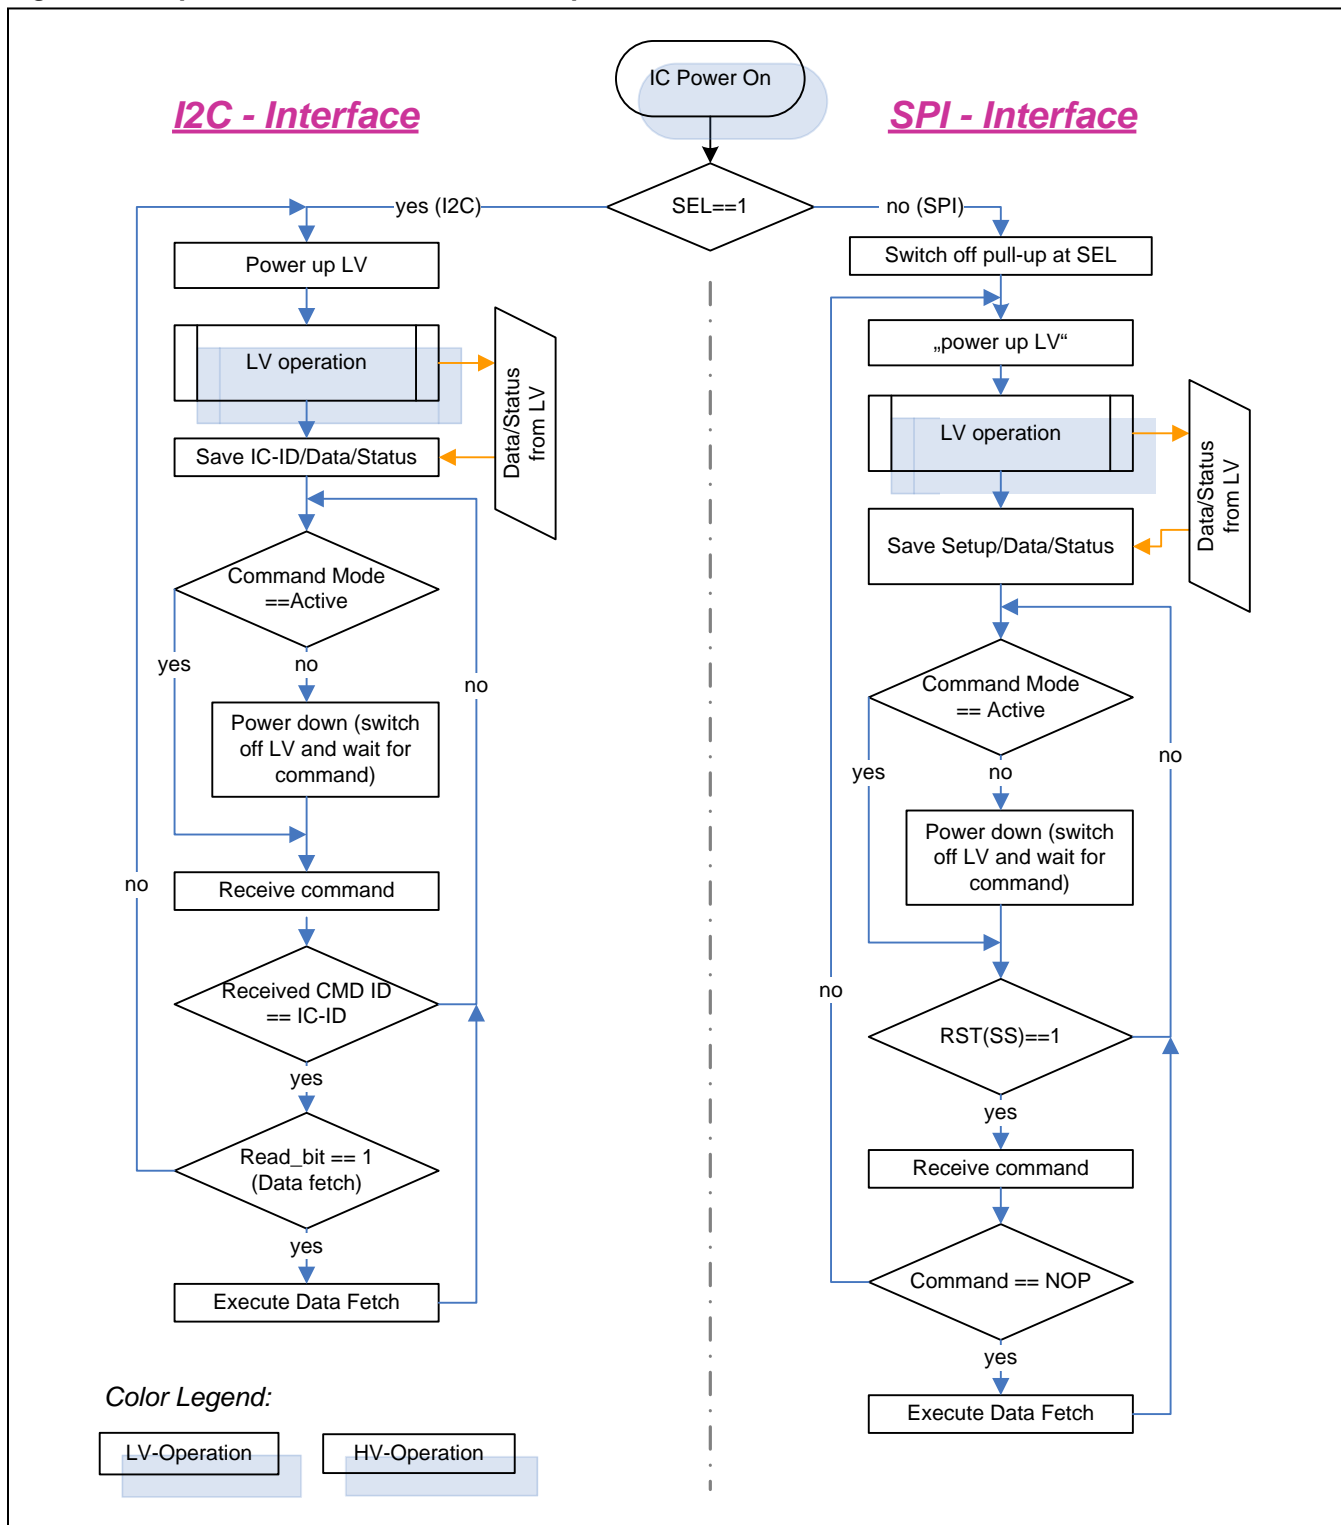 IC Power On
I2C - Interface
SPI - Interface
SEL==1
yes (I2C)
no (SPI)
Power up LV
LV operation
Data/Status
from LV
Save IC-ID/Data/Status
Command Mode
==Active
yes
no
no
Power down (switch
off LV and wait for
command)
no
Receive command
Received CMD ID
== IC-ID
yes
Read_bit == 1
(Data fetch)
yes
Execute Data Fetch
Switch off pull-up at SEL
„power up LV“
LV operation
Data/Status
from LV
Save Setup/Data/Status
Command Mode
== Active
yes
no
no
Power down (switch
off LV and wait for
command)
no
RST(SS)==1
yes
Receive command
Command == NOP
yes
Execute Data Fetch
Color Legend:
LV-Operation
HV-Operation